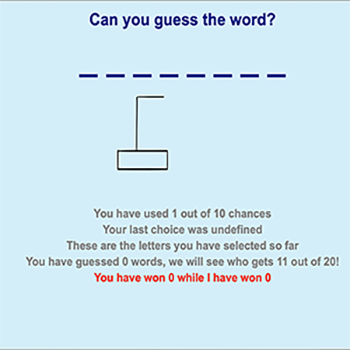 Can you guess the word?
_ _ _ _ _ _ _ _ _
You have used 1 out of 10 chances
Your last choice was undefined
These are the letters you have selected so far
You have guessed 0 words, we will see who gets 11 out of 20!
You have won 0 while I have won 0